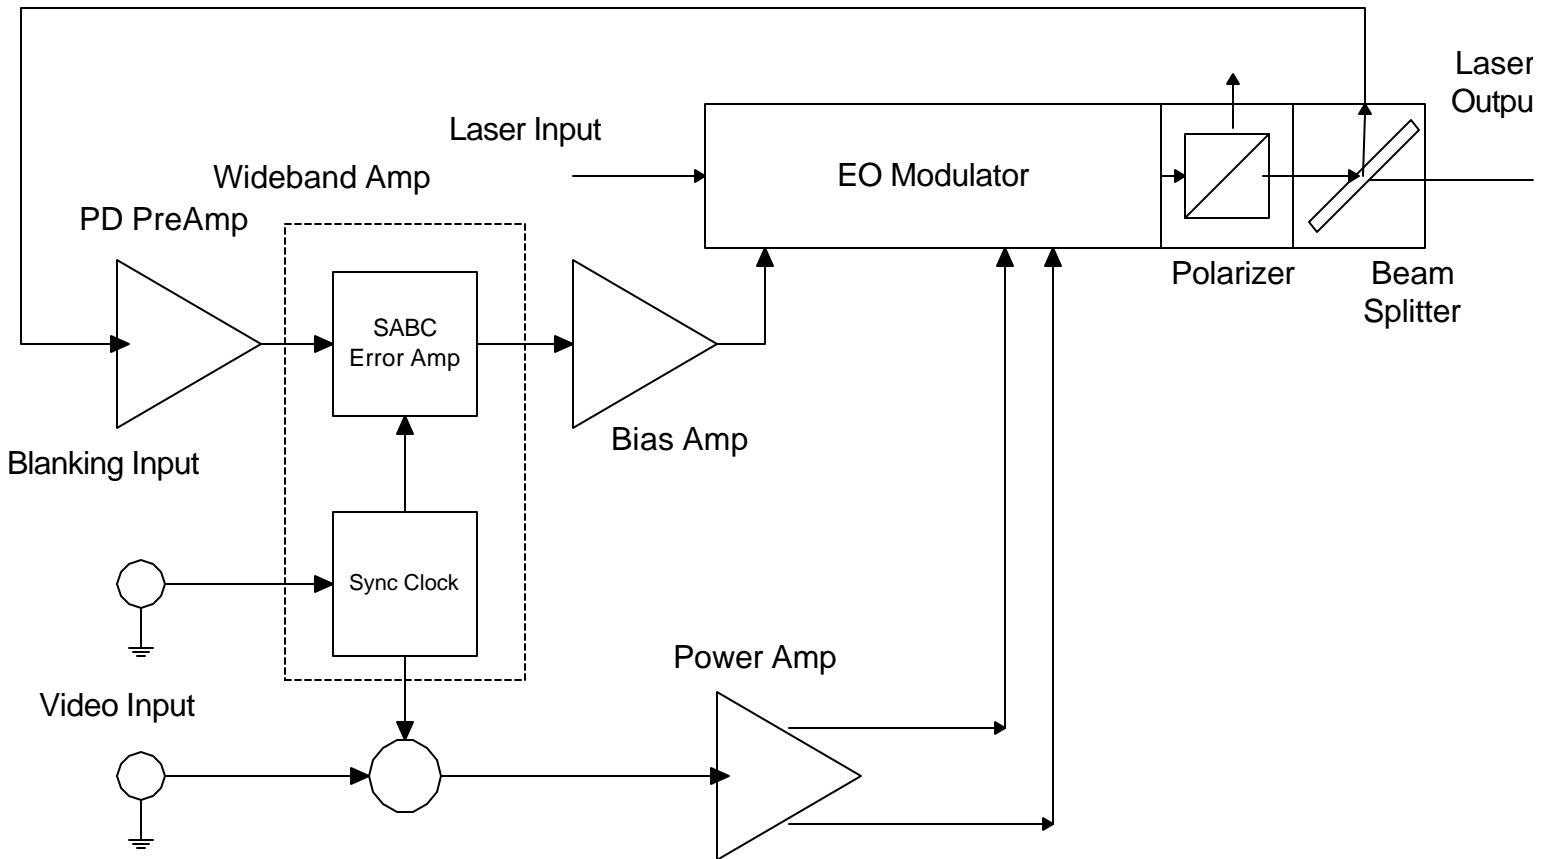 Laser
Outpu
Laser Input
Wideband Amp
EO Modulator
PD PreAmp
Polarizer
Beam
Splitter
SABC
Error Amp
Bias Amp
Blanking Input
Sync Clock
Power Amp
Video Input